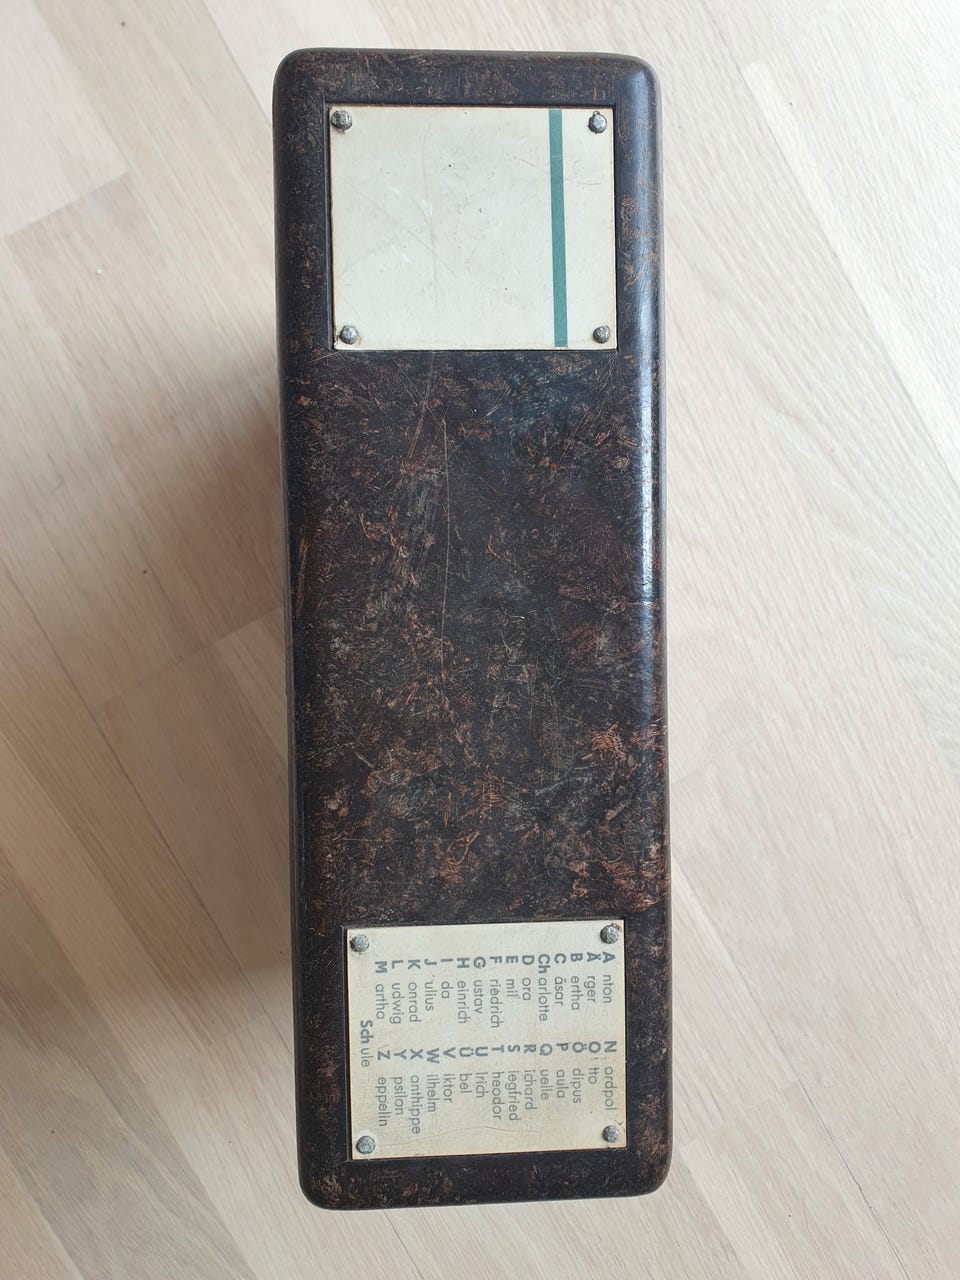 A nton
Ä rger
B ertha
C äsar
Ch arlotte
D ora
E mil
F riedrich
G ustav
H einrich
I da
J ulius
K onrad
L udwig
M artha
N ordpol
O tto
Ö dipus
P aula
Q uelle
R ichard
S iegfried
T heodor
U lrich
Ü bel
V iktor
W ilhelm
X anthippe
Y psilon
Z eppelin
Sch ule